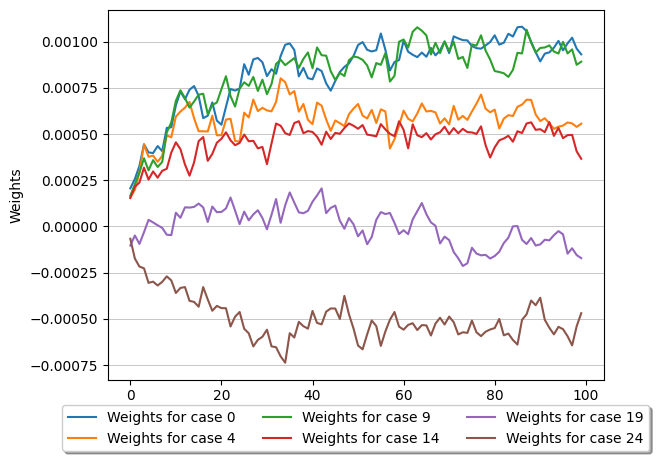 0.00100
0.00075
0.00050
0.00025
0.00000
−0.00025
−0.00050
−0.00075
Weights
0 20 40 60 80 100
Weights for case 0 Weights for case 9 Weights for case 19
Weights for case 4 Weights for case 14 Weights for case 24